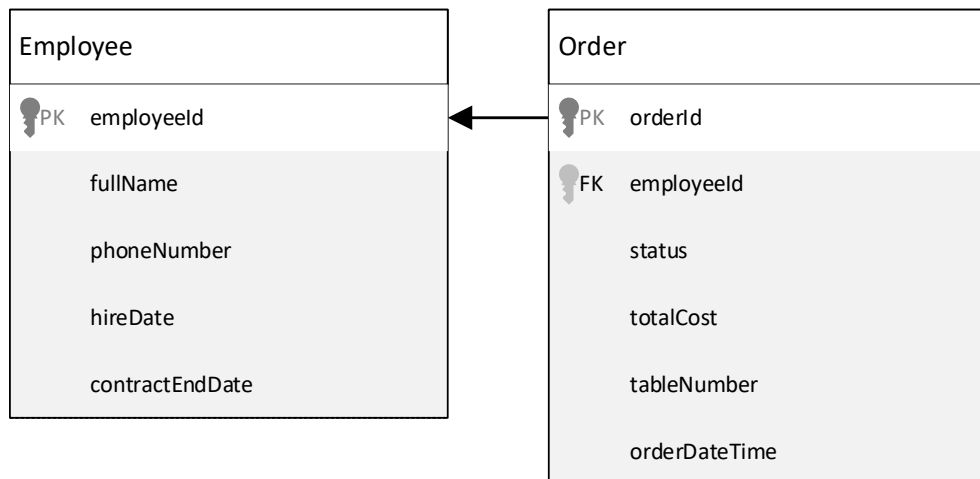 Employee
PK employeeId
fullName
phoneNumber
hireDate
contractEndDate
Order
PK orderId
FK employeeId
status
totalCost
tableNumber
orderDateTime